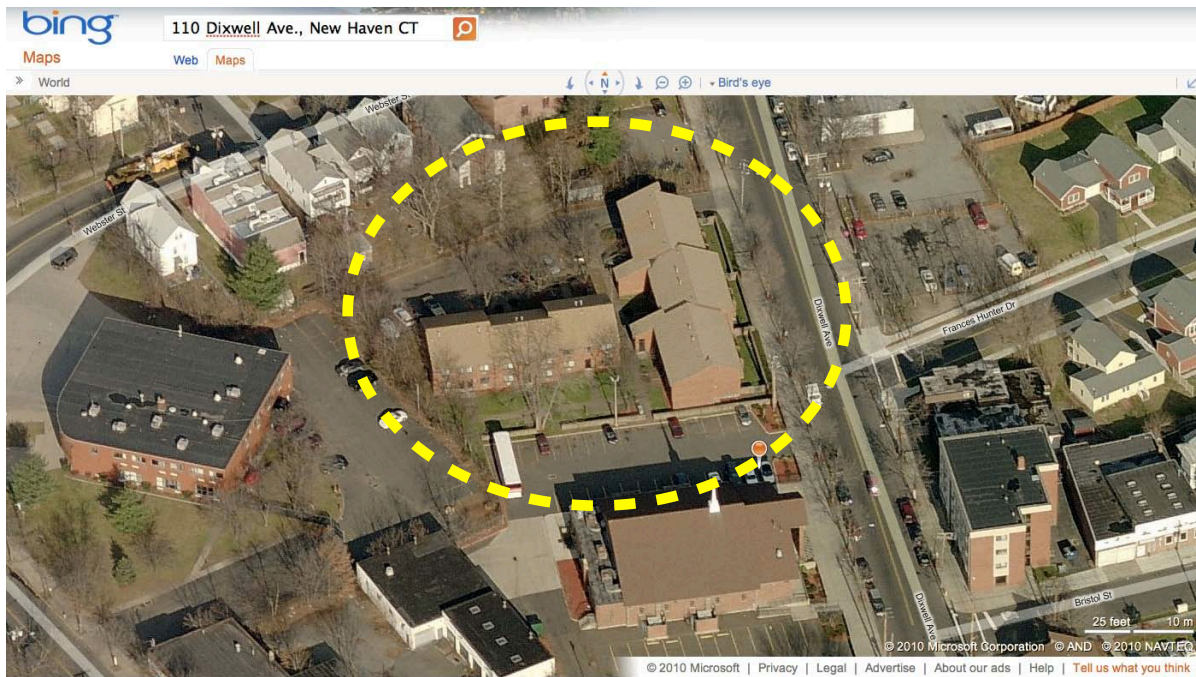 bing
110 Dixwell Ave., New Haven CT
Maps
Web
Maps
World
N
Bird's eye
Webster St
Webster St
Dixwell Ave
Frances Hunter Dr
Bristol St
Dixwell Ave
25 feet 10 m
© 2010 Microsoft Corporation © AND © 2010 NAVTEQ
© 2010 Microsoft | Privacy | Legal | Advertise | About our ads | Help | Tell us what you think